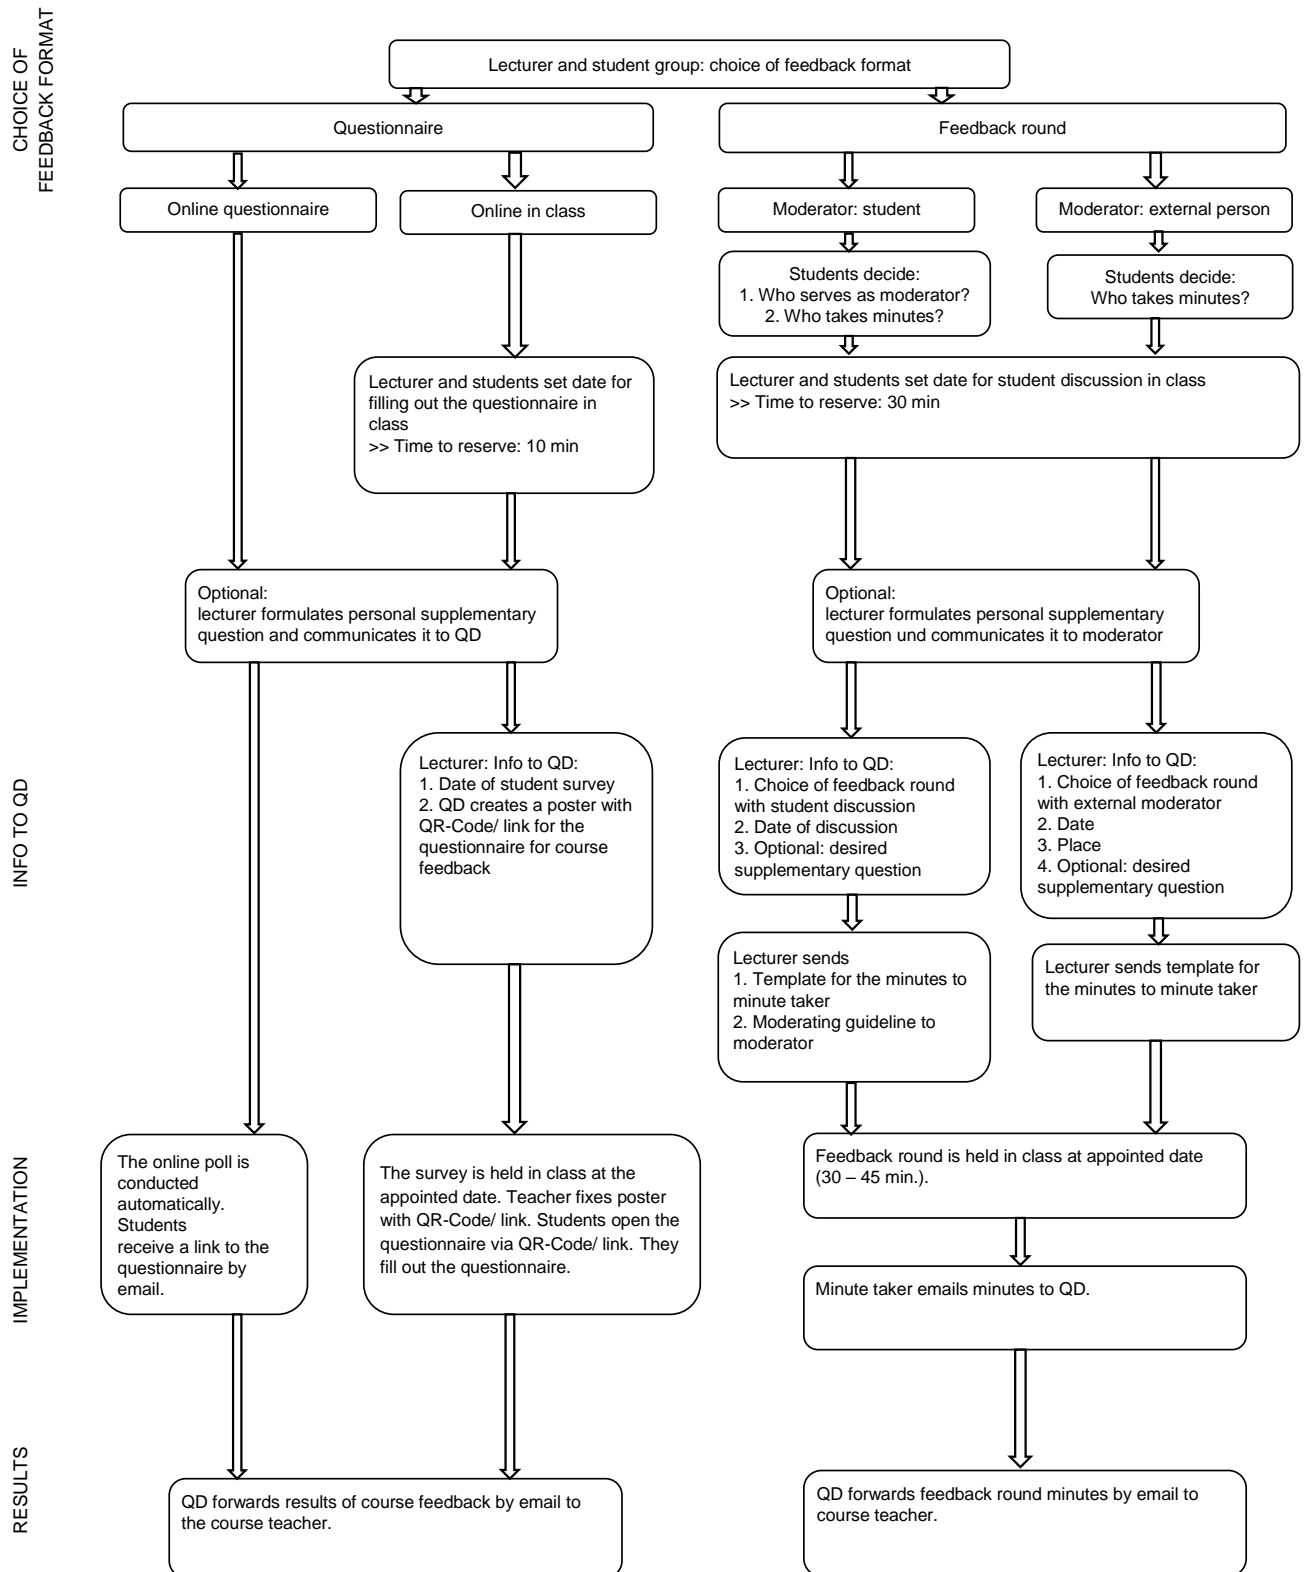 CHOICE OF
FEEDBACK FORMAT
Lecturer and student group: choice of feedback format
Questionnaire
Feedback round
Online questionnaire
Online in class
Moderator: student
Moderator: external person
Students decide:
1. Who serves as moderator?
2. Who takes minutes?
Students decide:
Who takes minutes?
Lecturer and students set date for
filling out the questionnaire in
class
>> Time to reserve: 10 min
Lecturer and students set date for student discussion in class
>> Time to reserve: 30 min
Optional:
lecturer formulates personal supplementary
question and communicates it to QD
Optional:
lecturer formulates personal supplementary
question und communicates it to moderator
INFO TO QD
Lecturer: Info to QD:
1. Date of student survey
2. QD creates a poster with
QR-Code/ link for the
questionnaire for course
feedback
Lecturer: Info to QD:
1. Choice of feedback round
with student discussion
2. Date of discussion
3. Optional: desired
supplementary question
Lecturer: Info to QD:
1. Choice of feedback round
with external moderator
2. Date
3. Place
4. Optional: desired
supplementary question
Lecturer sends
1. Template for the minutes to
minute taker
2. Moderating guideline to
moderator
Lecturer sends template for
the minutes to minute taker
IMPLEMENTATION
The online poll is
conducted
automatically.
Students
receive a link to the
questionnaire by
email.
The survey is held in class at the
appointed date. Teacher fixes poster
with QR-Code/ link. Students open the
questionnaire via QR-Code/ link. They
fill out the questionnaire.
Feedback round is held in class at appointed date
(30 – 45 min.).
Minute taker emails minutes to QD.
RESULTS
QD forwards results of course feedback by email to
the course teacher.
QD forwards feedback round minutes by email to
course teacher.